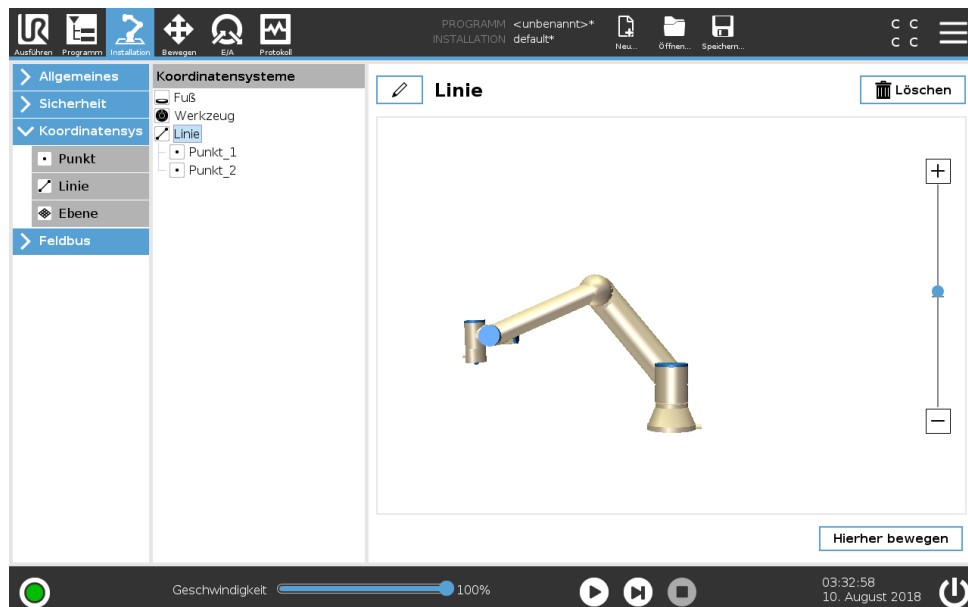 PROGRAMM <unbenannt>*
INSTALLATION default*
Ausführen Programm Installation Bewegen E/A Protokoll
Neu... Öffnen... Speichern...
C C
C C
Allgemeines
Sicherheit
Koordinatensys
Punkt
Linie
Ebene
Feldbus
Koordinatensysteme
Fuß
Werkzeug
Linie
Punkt_1
Punkt_2
Linie
Löschen
Hierher bewegen
Geschwindigkeit 100%
03:32:58
10. August 2018